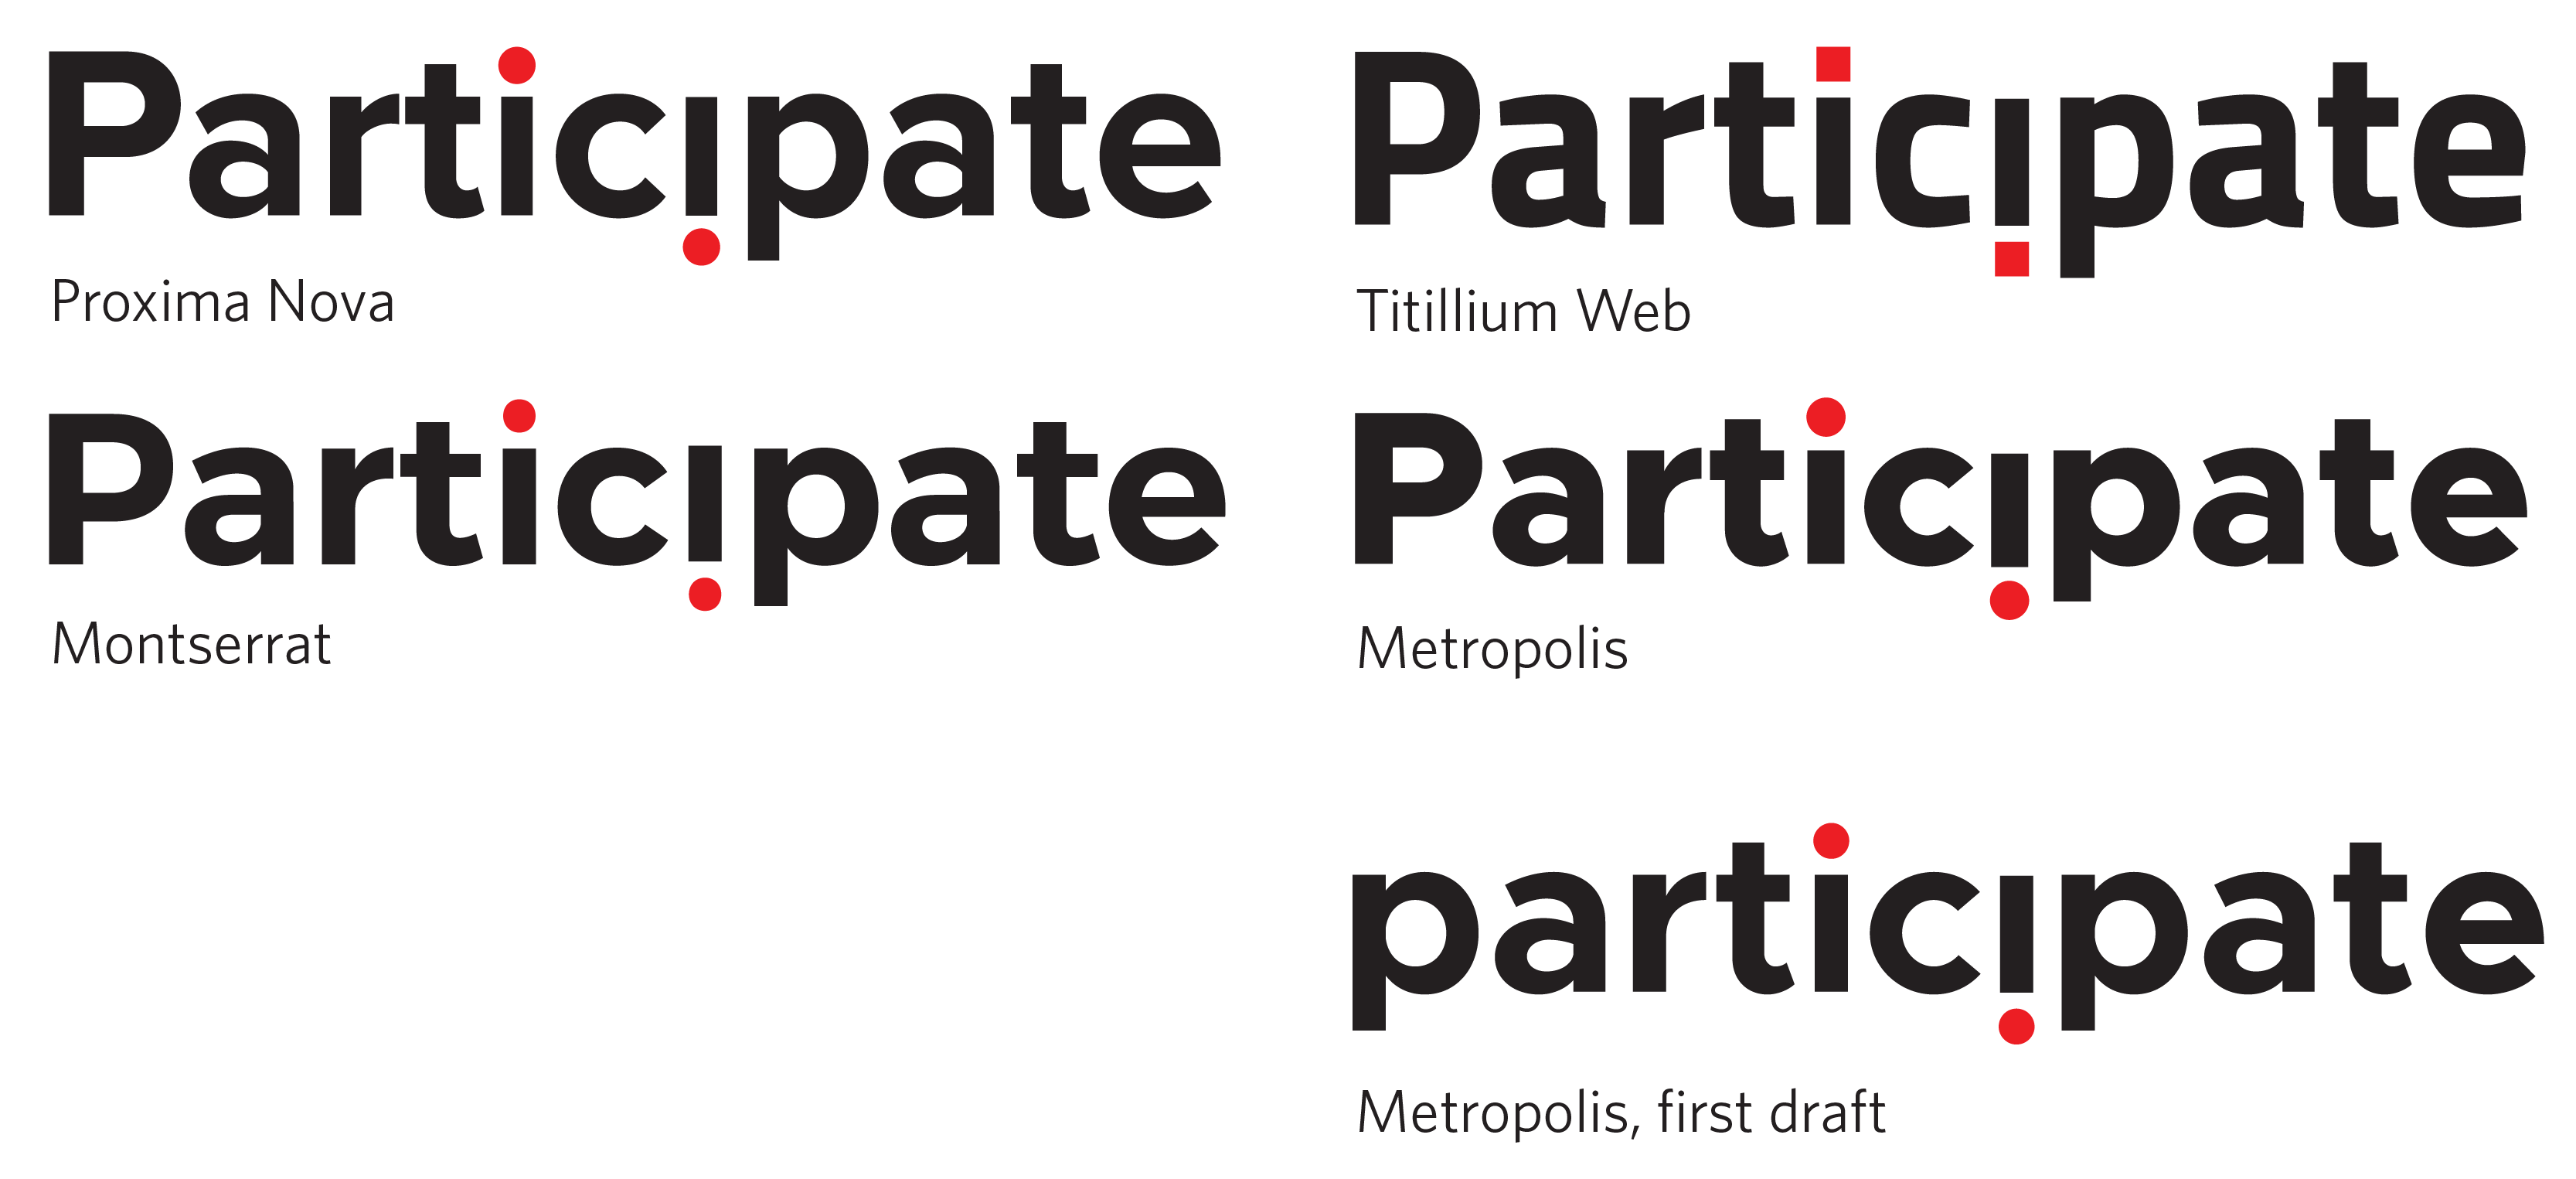 Participate
Proxima Nova
Participate
Titillium Web
Participate
Montserrat
Participate
Metropolis
participate
Metropolis, first draft